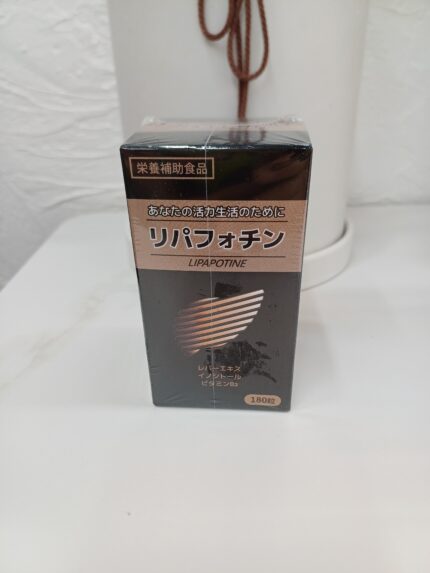 栄養補助食品
あなたの活力生活のために
リパフォチン
LIPAPOTINE
レバーエキス
イノシトール
ビタミンB₂
180粒